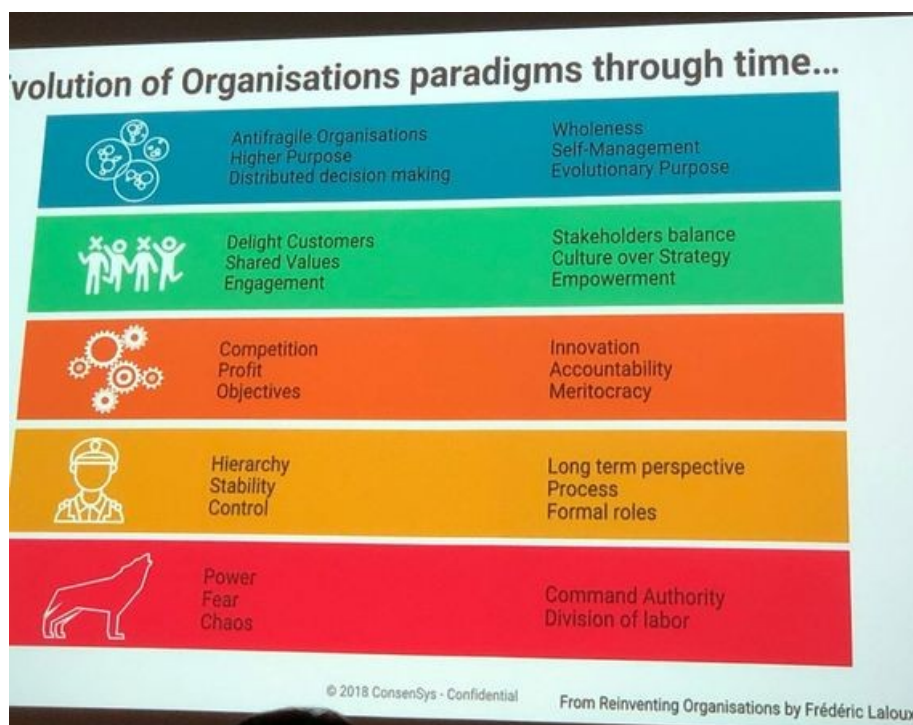 volution of Organisations paradigms through time...
Antifragile Organisations
Higher Purpose
Distributed decision making
Wholeness
Self-Management
Evolutionary Purpose
Delight Customers
Shared Values
Engagement
Stakeholders balance
Culture over Strategy
Empowerment
Competition
Profit
Objectives
Innovation
Accountability
Meritocracy
Hierarchy
Stability
Control
Long term perspective
Process
Formal roles
Power
Fear
Chaos
Command Authority
Division of labor
© 2018 ConsenSys - Confidential
From Reinventing Organisations by Frédéric Laloux